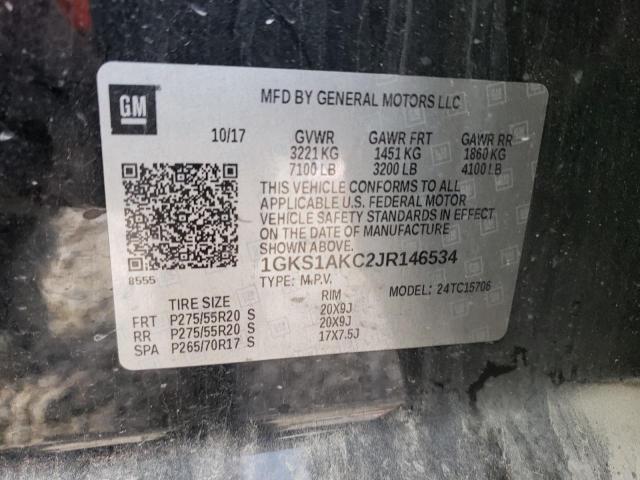 GM
MFD BY GENERAL MOTORS LLC
10/17 GVWR GAWR FRT GAWR RR
3221 KG 1451 KG 1860 KG
7100 LB 3200 LB 4100 LB
THIS VEHICLE CONFORMS TO ALL
APPLICABLE U.S. FEDERAL MOTOR
VEHICLE SAFETY STANDARDS IN EFFECT
ON THE DATE OF MANUFACTURE
SHOWN ABOVE.
1GKS1AKC2JR146534
8555
TYPE: M.P.V. MODEL: 24TC15706
TIRE SIZE RIM
FRT P275/55R20 S 20X9J
RR P275/55R20 S 20X9J
SPA P265/70R17 S 17X7.5J